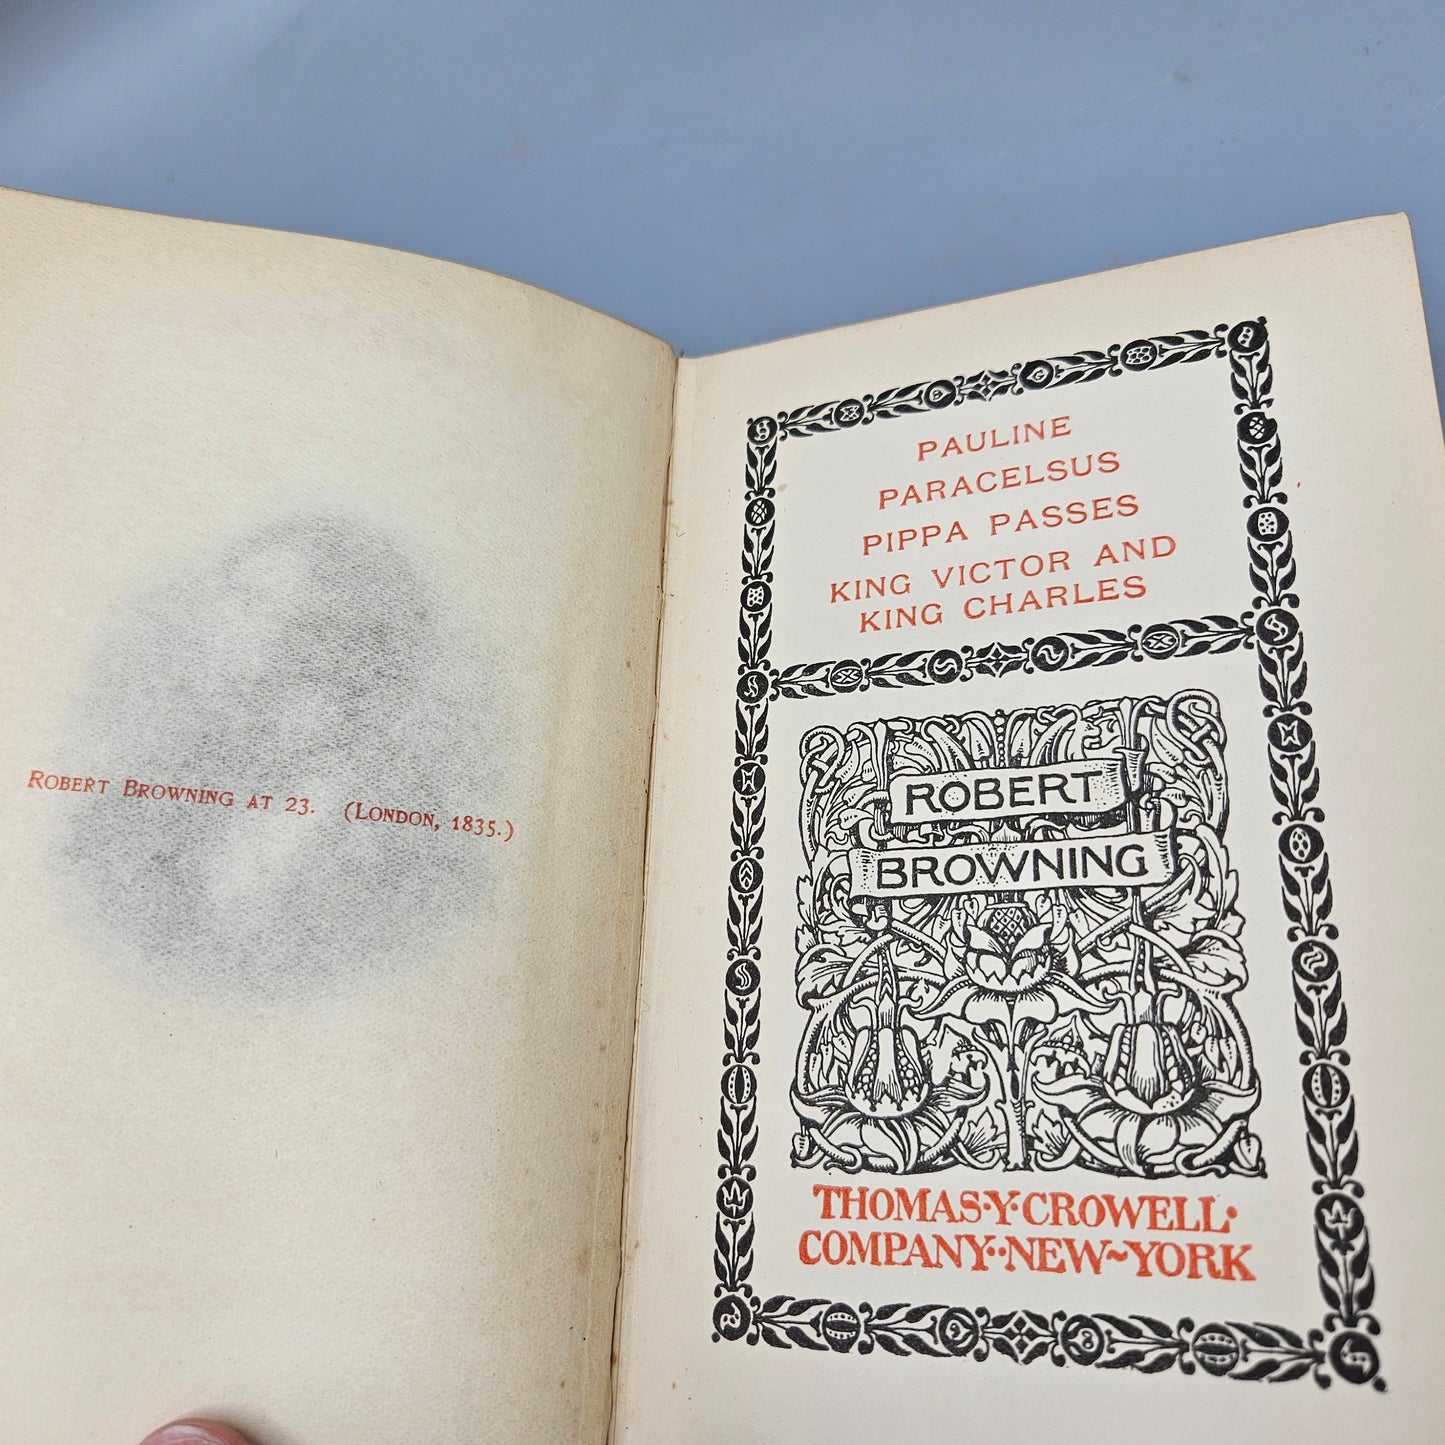 ROBERT BROWNING AT 23. (LONDON, 1835.)
PAULINE
PARACELSUS
PIPPA PASSES
KING VICTOR AND
KING CHARLES
ROBERT
BROWNING
THOMAS·Y·CROWELL·
COMPANY··NEW~YORK